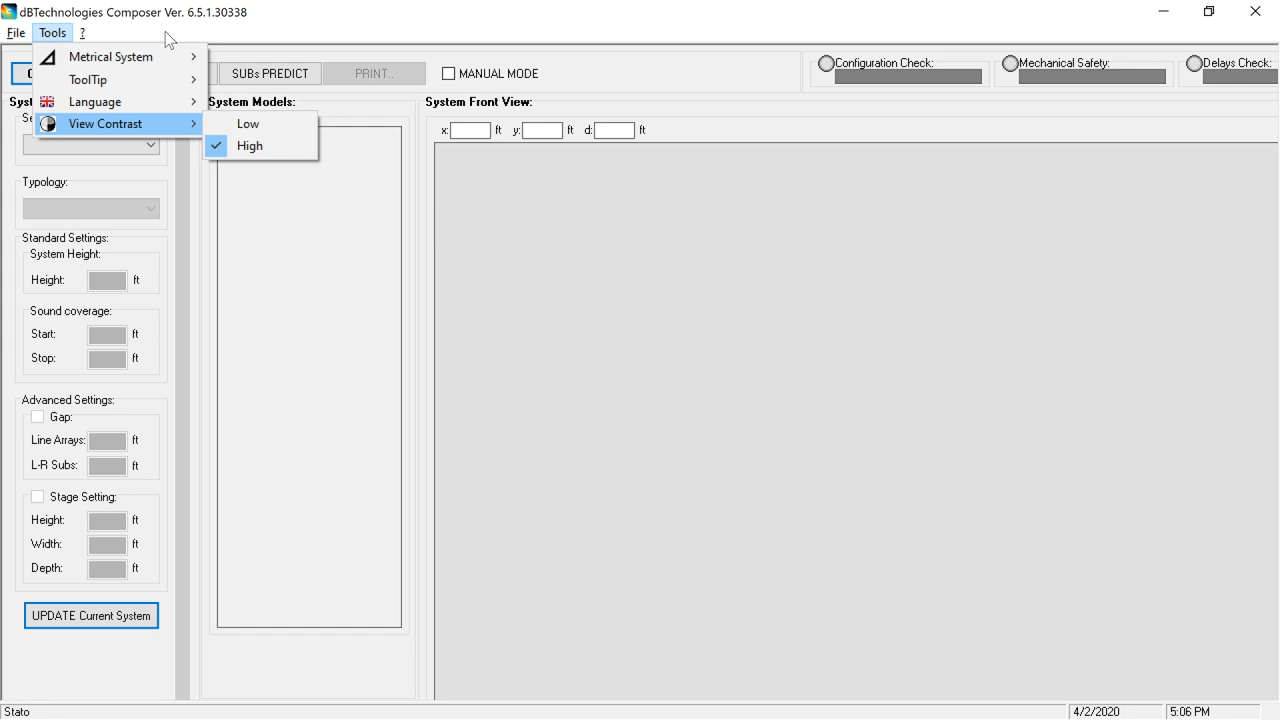 dBTechnologies Composer Ver. 6.5.1.30338
File Tools ?
Metrical System
ToolTip
Language
View Contrast
Low
High
SUBs PREDICT
PRINT..
MANUAL MODE
Configuration Check:
Mechanical Safety:
Delays Check:
System Models:
System Front View:
x: ft y: ft d: ft
Typology:
Standard Settings:
System Height:
Height: ft
Sound coverage:
Start: ft
Stop: ft
Advanced Settings:
Gap:
Line Arrays: ft
L-R Subs: ft
Stage Setting:
Height: ft
Width: ft
Depth: ft
UPDATE Current System
Stato
4/2/2020
5:06 PM